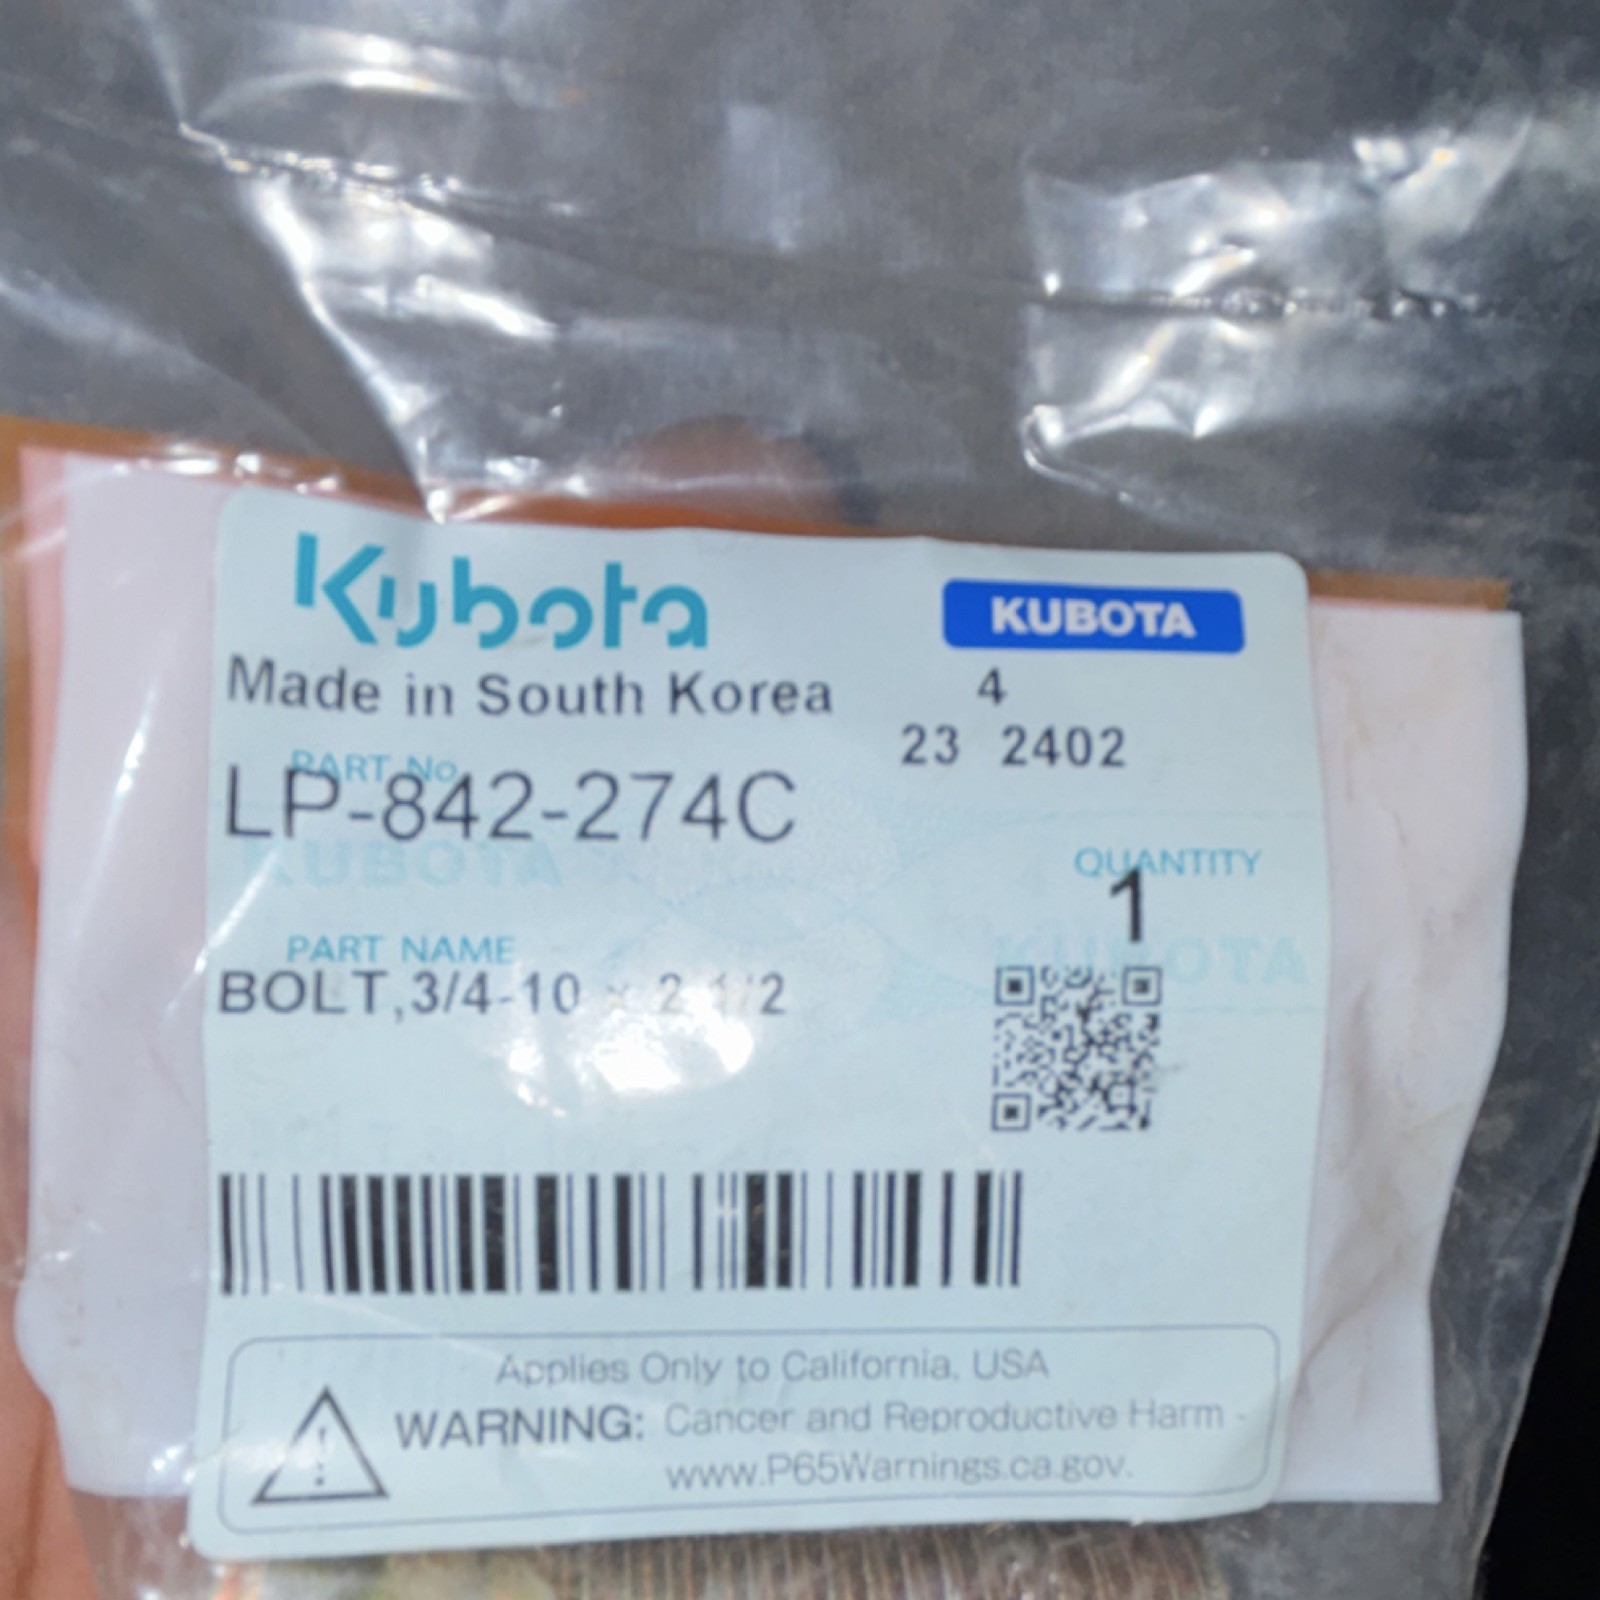 Kubota
KUBOTA
Made in South Korea
4
23 2402
PART No.
LP-842-274C
KUBOTA
QUANTITY
1
PART NAME
BOLT,3/4-10 x 2 1/2
KUBOTA
Applies Only to California, USA
WARNING: Cancer and Reproductive Harm -
www.P65Warnings.ca.gov.